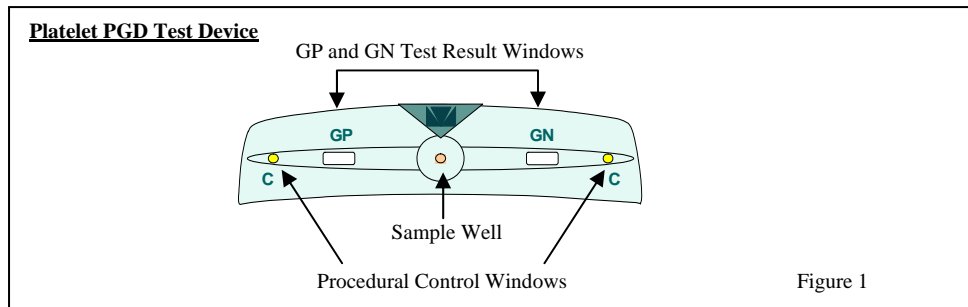 Platelet PGD Test Device
GP and GN Test Result Windows
GP
GN
C
C
Sample Well
Procedural Control Windows
Figure 1